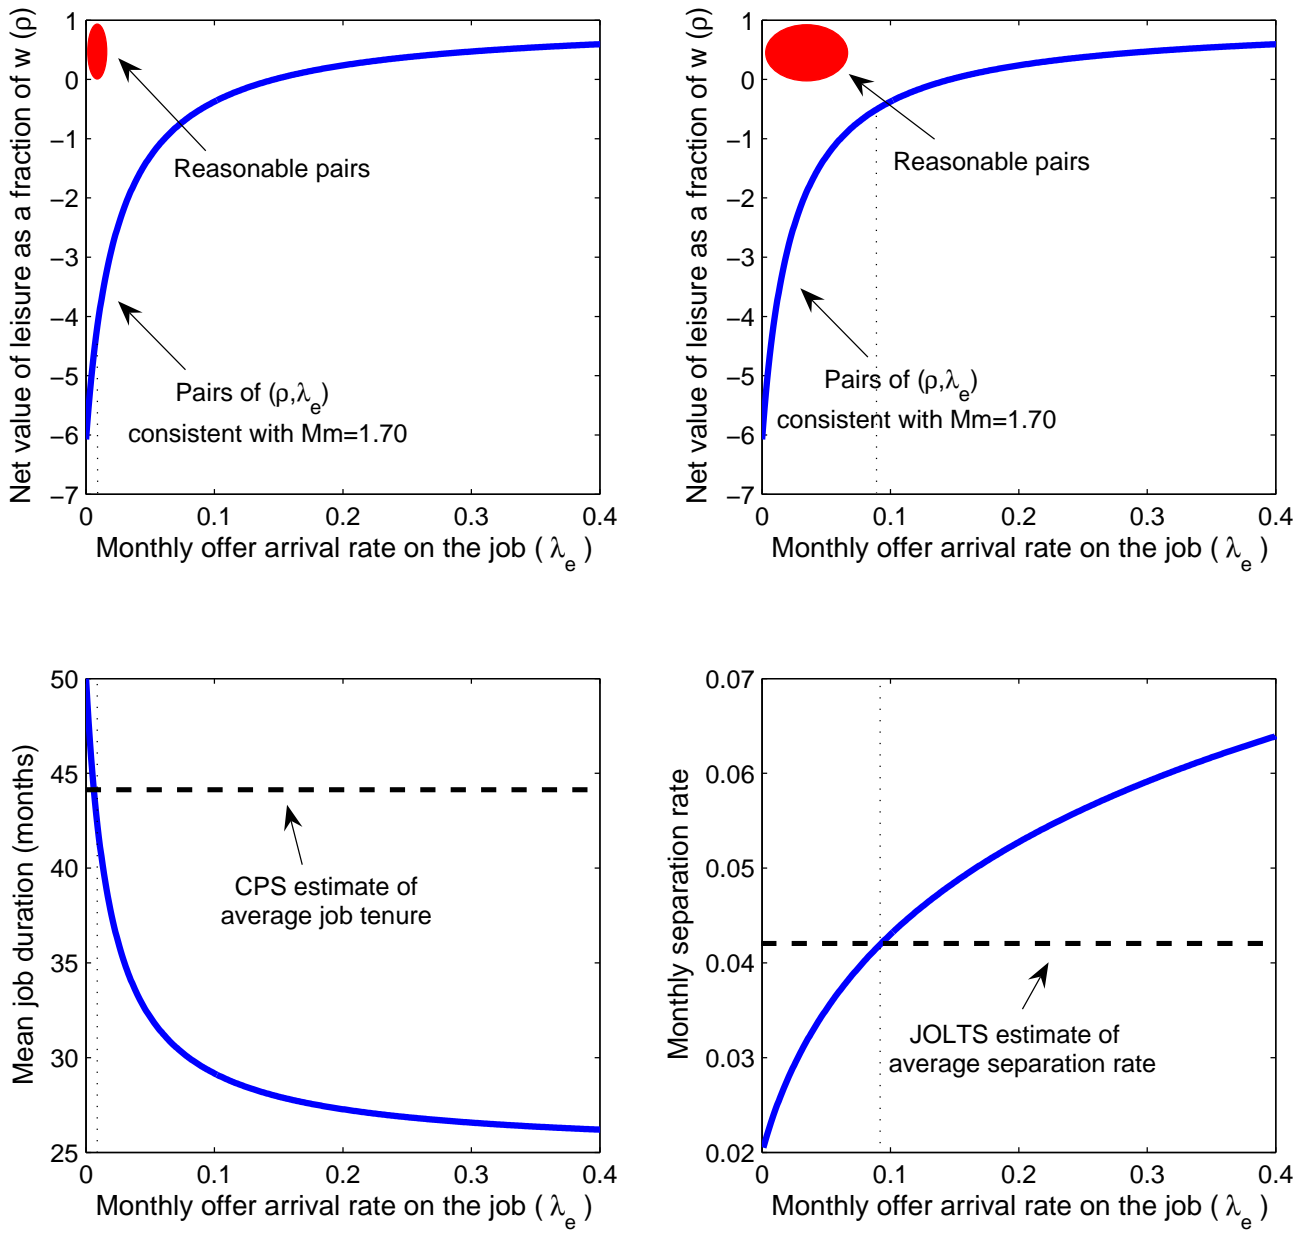 Net value of leisure as a fraction of w (ρ)
1
0
−1
−2
−3
−4
−5
−6
−7
Reasonable pairs
Pairs of (ρ,λe)
consistent with Mm=1.70
0 0.1 0.2 0.3 0.4
Monthly offer arrival rate on the job ( λe )
Net value of leisure as a fraction of w (ρ)
1
0
−1
−2
−3
−4
−5
−6
−7
Reasonable pairs
Pairs of (ρ,λe)
consistent with Mm=1.70
0 0.1 0.2 0.3 0.4
Monthly offer arrival rate on the job ( λe )
Mean job duration (months)
50
45
40
35
30
25
CPS estimate of
average job tenure
0 0.1 0.2 0.3 0.4
Monthly offer arrival rate on the job ( λe )
Monthly separation rate
0.07
0.06
0.05
0.04
0.03
0.02
JOLTS estimate of
average separation rate
0 0.1 0.2 0.3 0.4
Monthly offer arrival rate on the job ( λe )